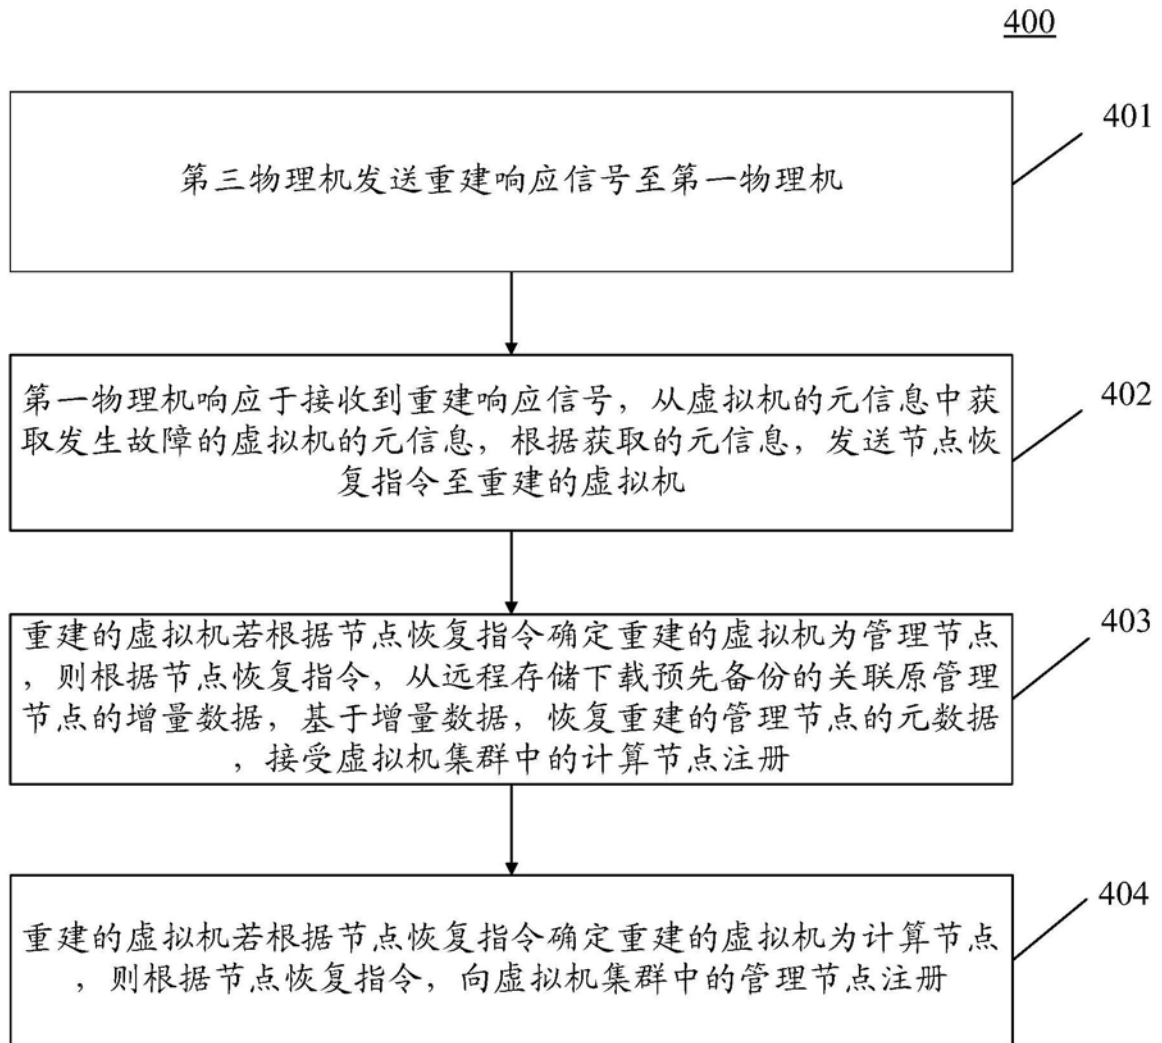 400
401
第三物理机发送重建响应信号至第一物理机
402
第一物理机响应于接收到重建响应信号，从虚拟机的元信息中获
取发生故障的虚拟机的元信息，根据获取的元信息，发送节点恢
复指令至重建的虚拟机
403
重建的虚拟机若根据节点恢复指令确定重建的虚拟机为管理节点
，则根据节点恢复指令，从远程存储下载预先备份的关联原管理
节点的增量数据，基于增量数据，恢复重建的管理节点的元数据
，接受虚拟机集群中的计算节点注册
404
重建的虚拟机若根据节点恢复指令确定重建的虚拟机为计算节点
，则根据节点恢复指令，向虚拟机集群中的管理节点注册